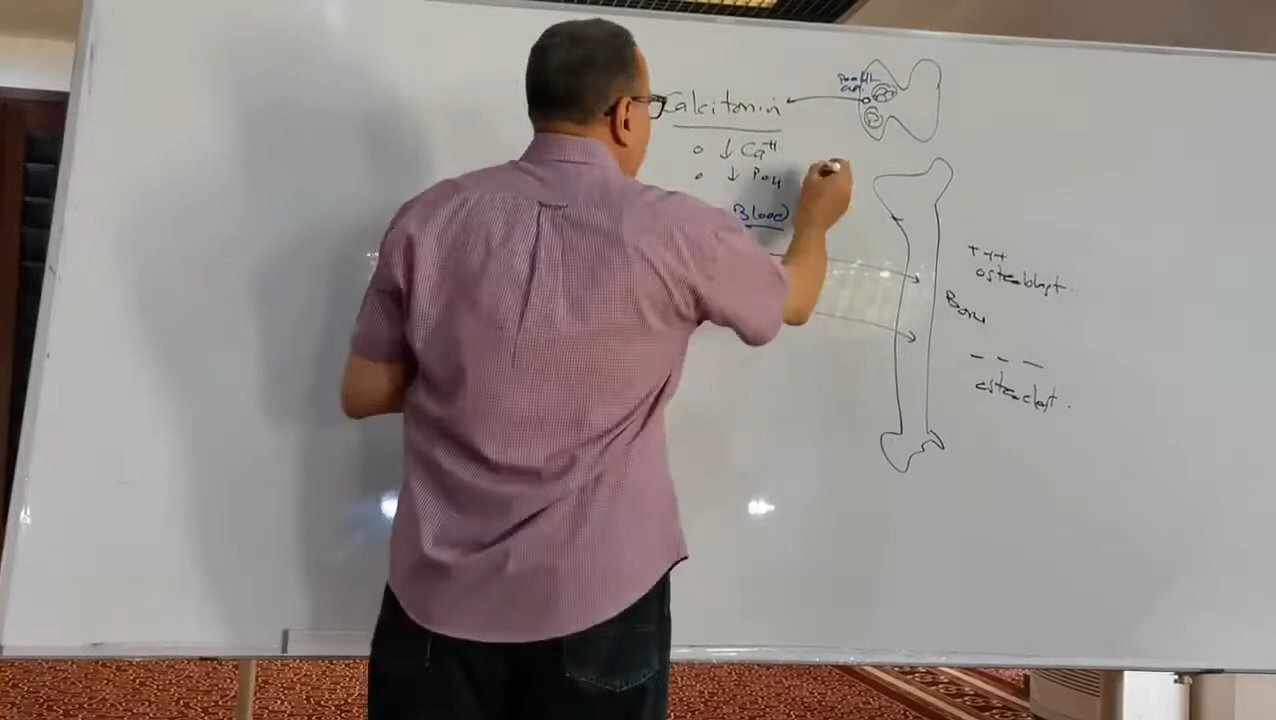 Calcitonin
↓ Ca++
↓ PO4
Blood
+++
osteoblast
Bone
---
osteoclast.